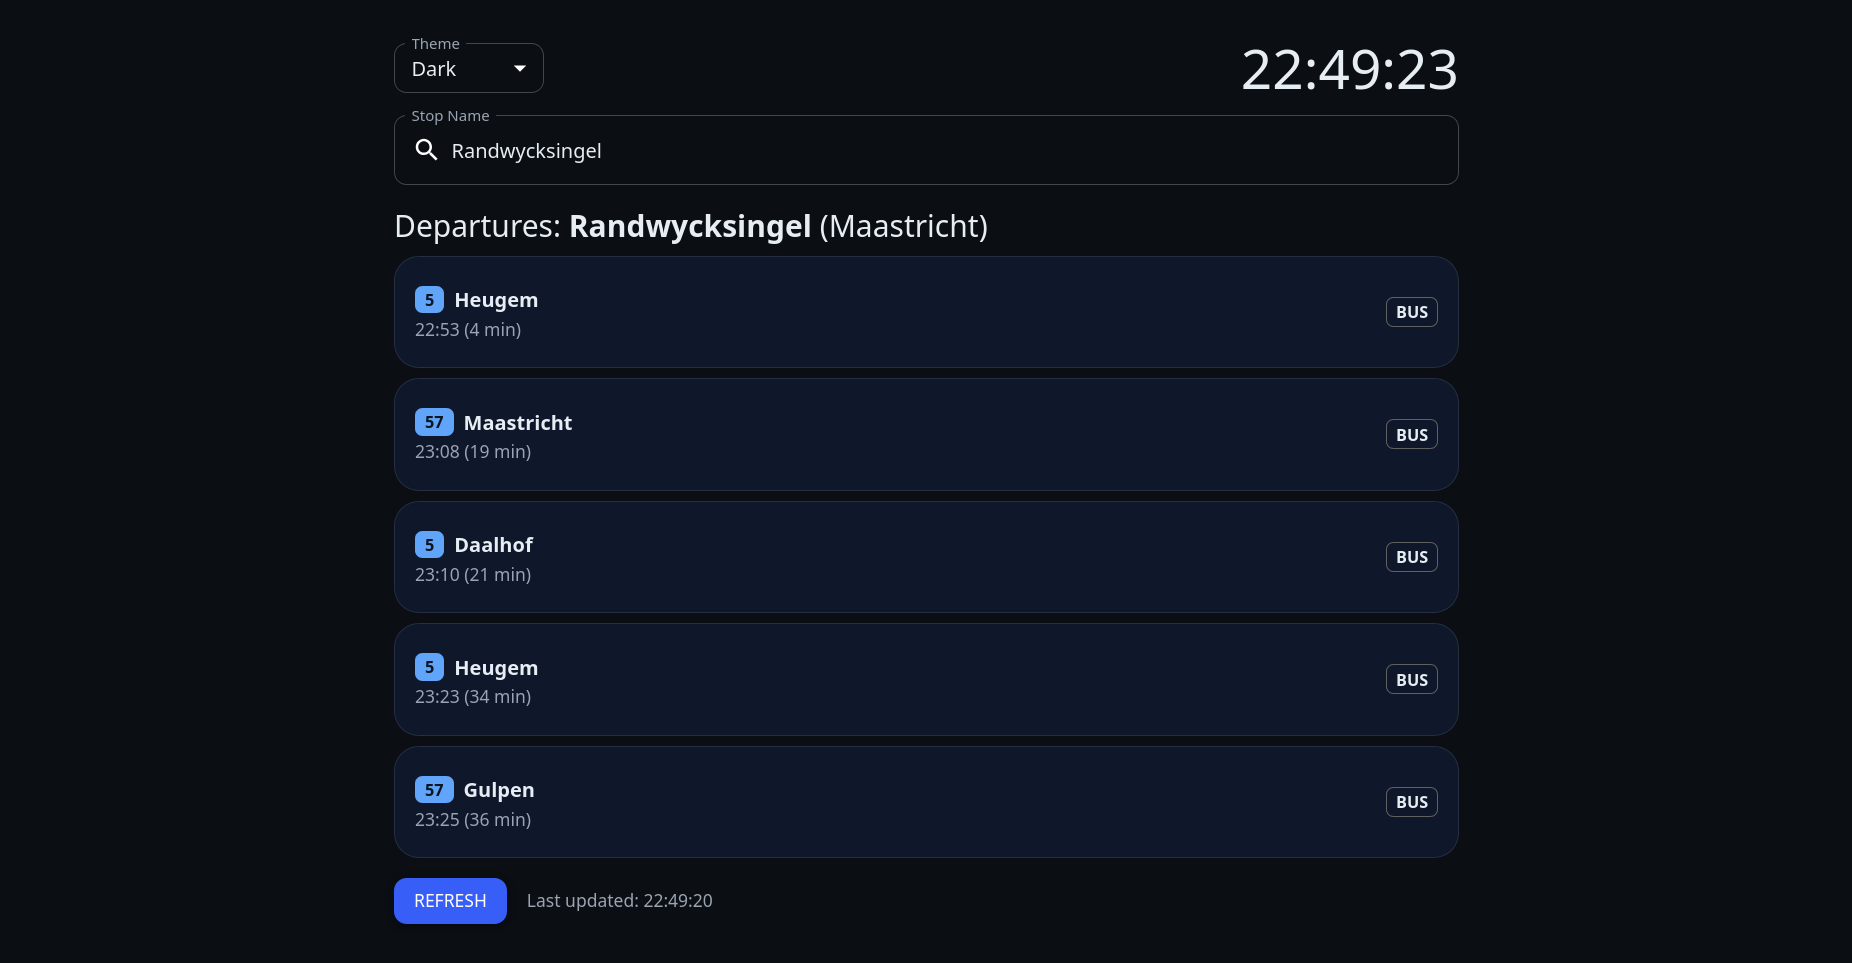 Theme
Dark
22:49:23
Stop Name
Randwycksingel
Departures: Randwycksingel (Maastricht)
5 Heugem
22:53 (4 min)
BUS
57 Maastricht
23:08 (19 min)
BUS
5 Daalhof
23:10 (21 min)
BUS
5 Heugem
23:23 (34 min)
BUS
57 Gulpen
23:25 (36 min)
BUS
REFRESH
Last updated: 22:49:20